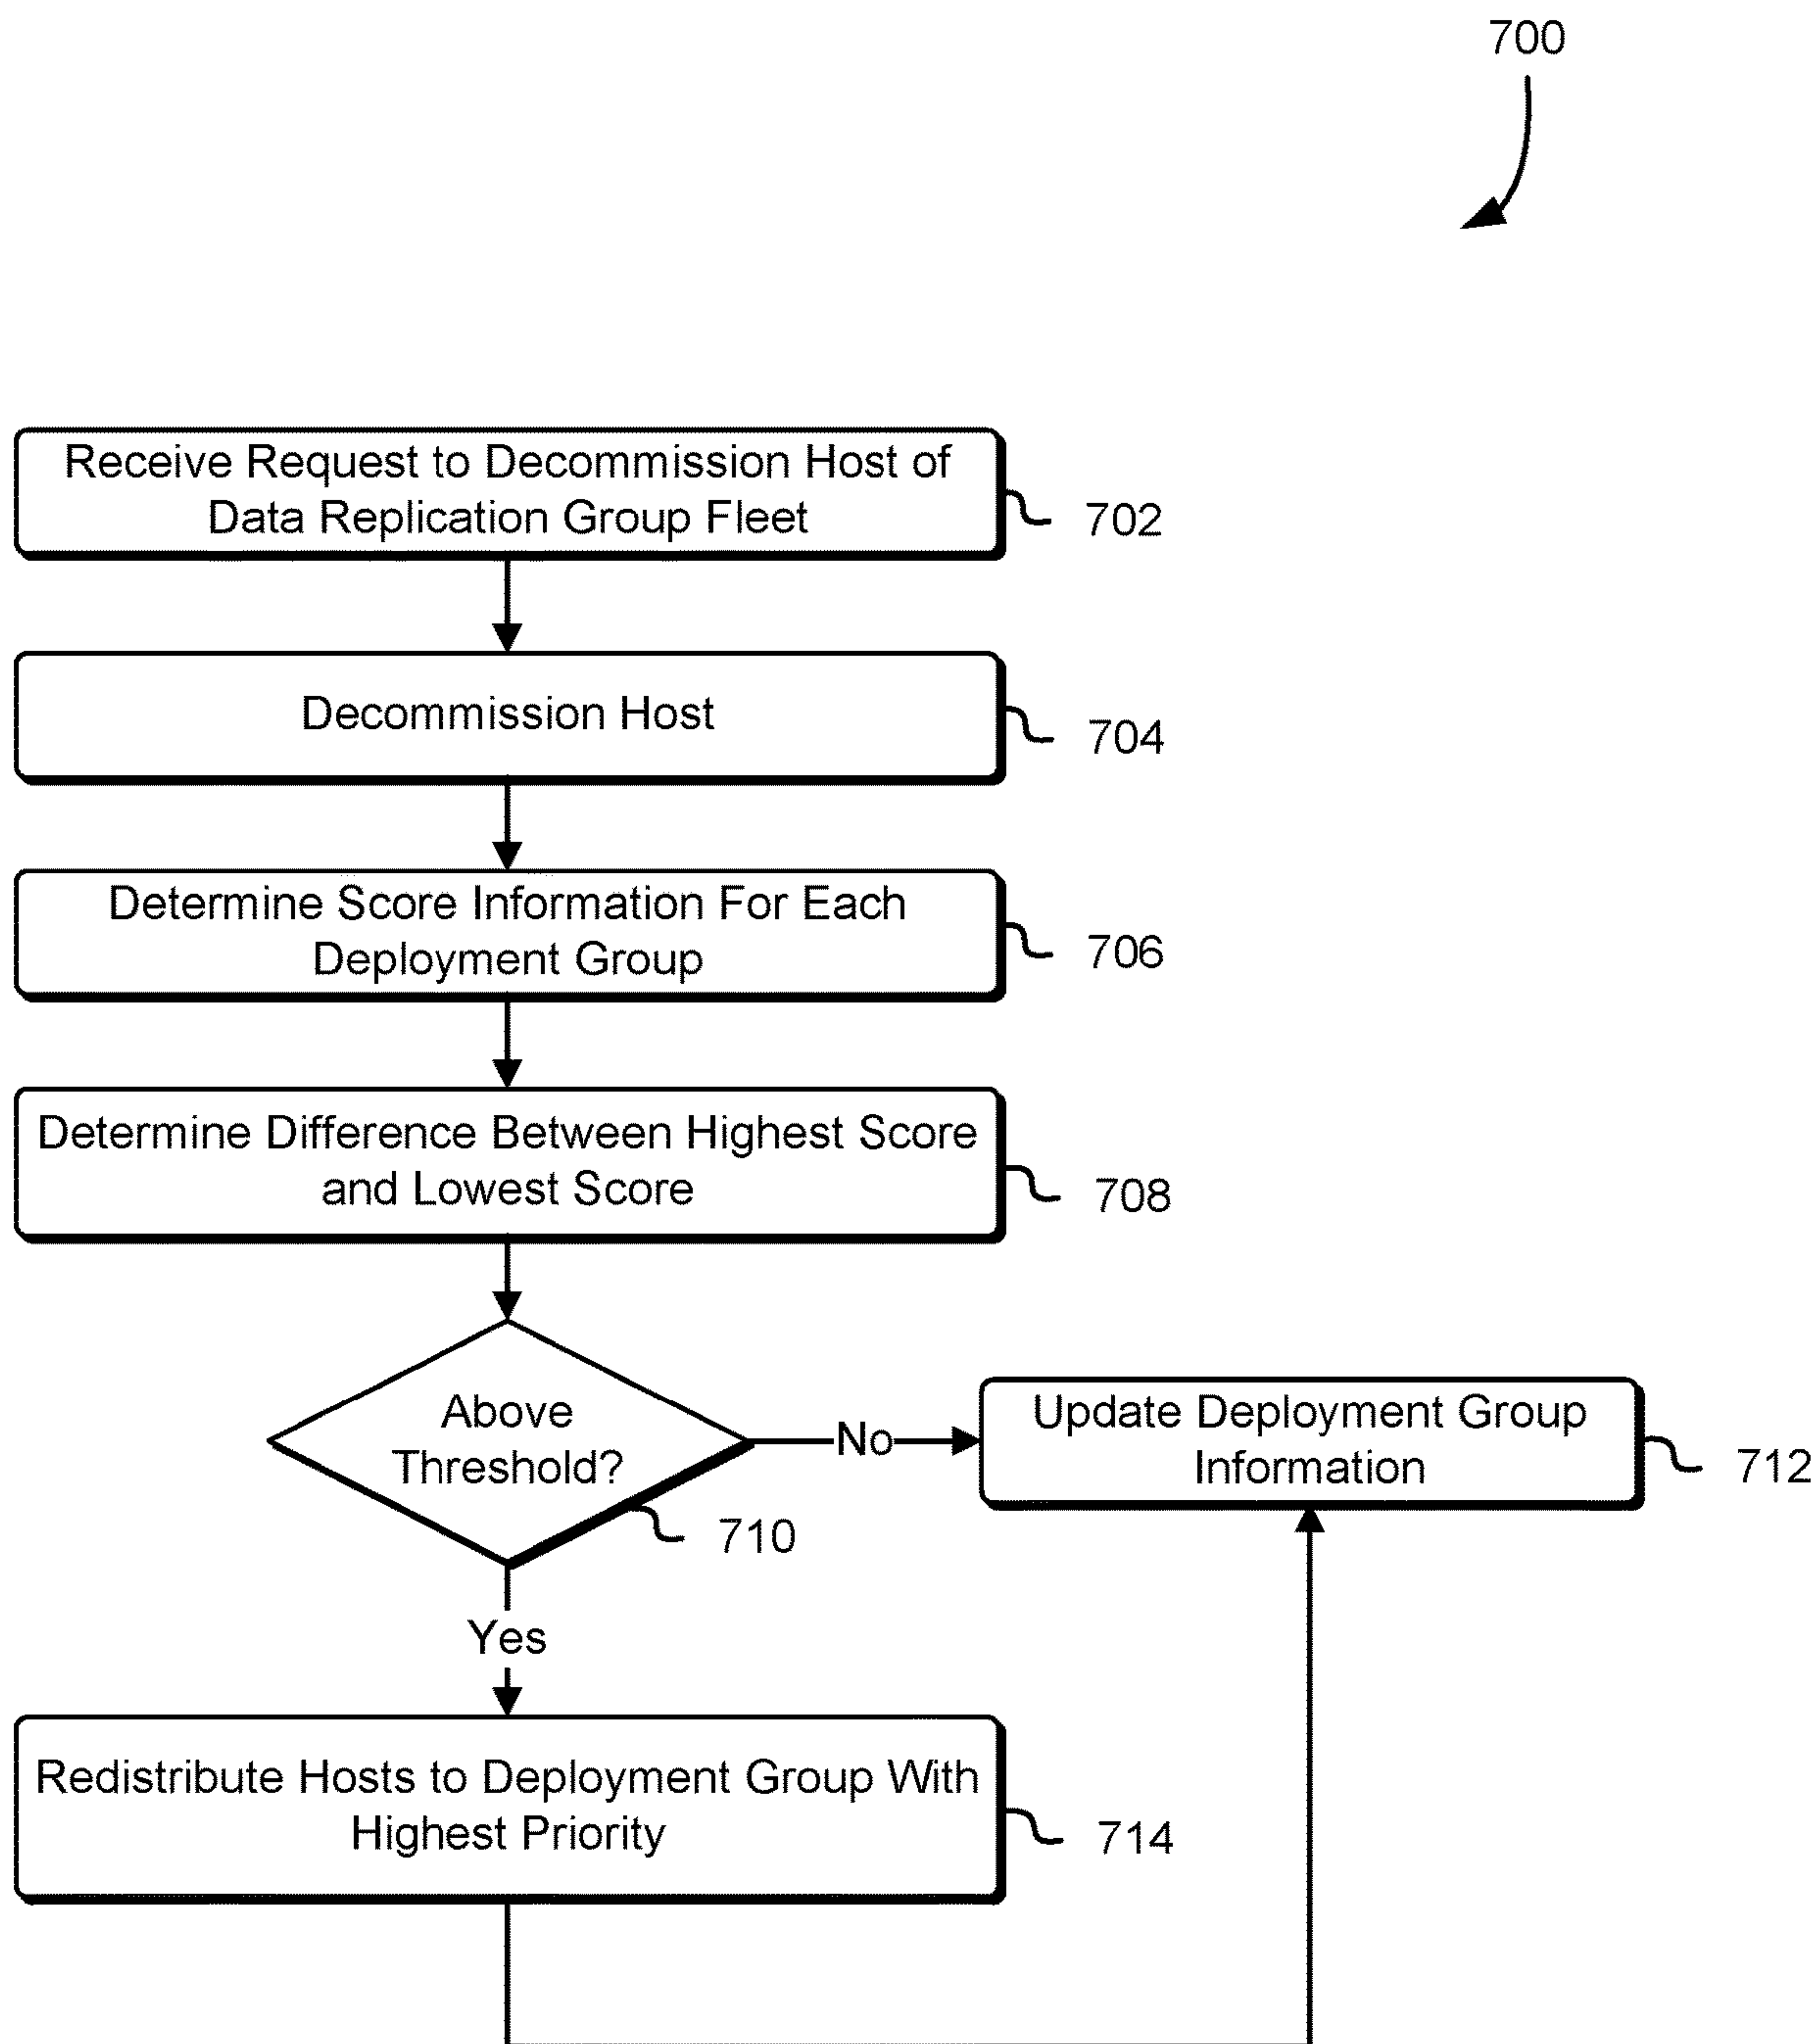 700
Receive Request to Decommission Host of
Data Replication Group Fleet
702
Decommission Host
704
Determine Score Information For Each
Deployment Group
706
Determine Difference Between Highest Score
and Lowest Score
708
Above
Threshold?
710
No
Update Deployment Group
Information
712
Yes
Redistribute Hosts to Deployment Group With
Highest Priority
714